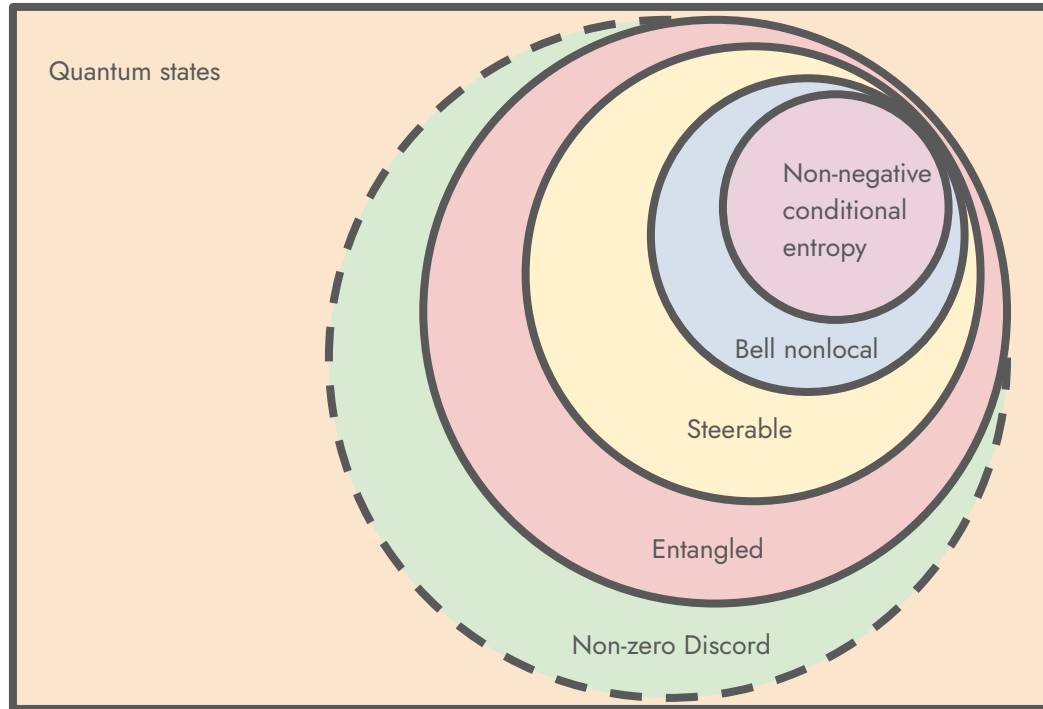 Quantum states
Non-negative
conditional
entropy
Bell nonlocal
Steerable
Entangled
Non-zero Discord